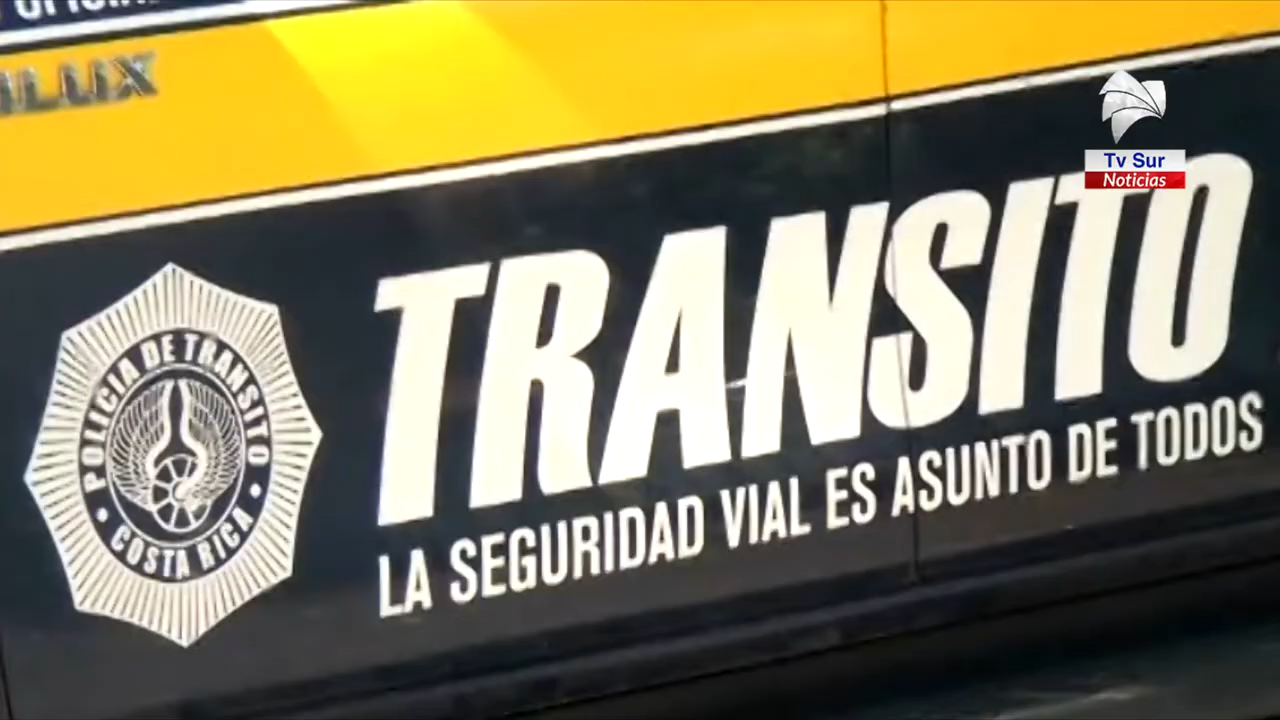 Tv Sur
Noticias
TRANSITO
LA SEGURIDAD VIAL ES ASUNTO DE TODOS
POLICIA DE TRANSITO
COSTA RICA